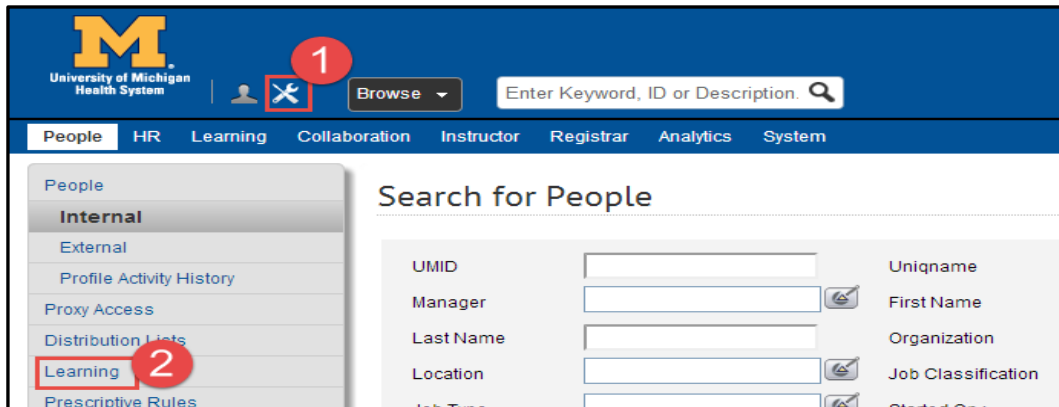 M
University of Michigan
Health System
1
Browse
Enter Keyword, ID or Description.
People HR Learning Collaboration Instructor Registrar Analytics System
People
Internal
External
Profile Activity History
Proxy Access
Distribution Lists
Learning 2
Prescriptive Rules
Search for People
UMID Uniqname
Manager First Name
Last Name Organization
Location Job Classification
Job Type